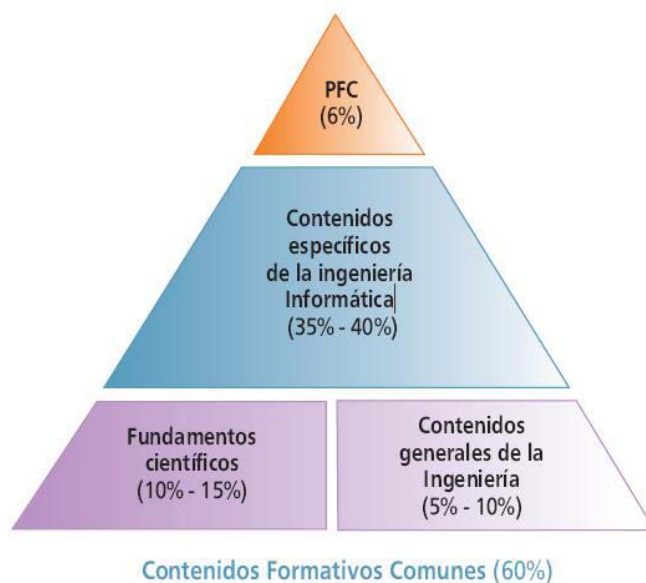 PFC
(6%)
Contenidos
específicos
de la ingeniería
Informática
(35% - 40%)
Fundamentos
científicos
(10% - 15%)
Contenidos
generales de la
Ingeniería
(5% - 10%)
Contenidos Formativos Comunes (60%)